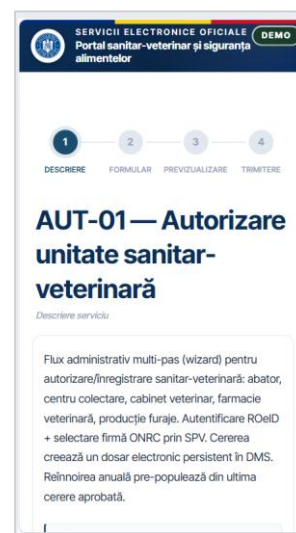 SERVICII ELECTRONICE OFICIALE
DEMO
Portal sanitar-veterinar și siguranța
alimentelor
1
2
3
4
DESCRIERE
FORMULAR
PREVIZUALIZARE
TRIMITERE
AUT-01 — Autorizare
unitate sanitar-
veterinară
Descriere serviciu
Flux administrativ multi-pas (wizard) pentru
autorizare/înregistrare sanitar-veterinară: abator,
centru colectare, cabinet veterinar, farmacie
veterinară, producție furaje. Autentificare ROeID
+ selectare firmă ONRC prin SPV. Cererea
creează un dosar electronic persistent în DMS.
Reînnoirea anuală pre-populează din ultima
cerere aprobată.